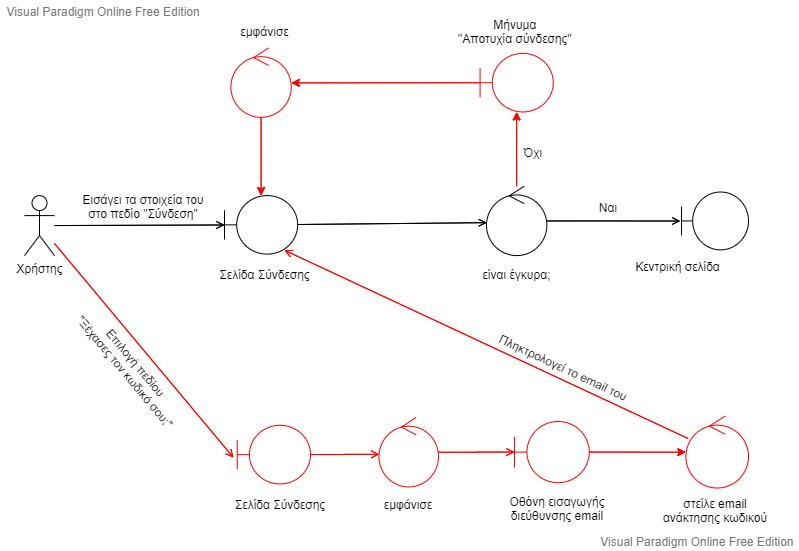 Visual Paradigm Online Free Edition
εμφάνισε
Μήνυμα
"Αποτυχία σύνδεσης"
Όχι
Εισάγει τα στοιχεία του
στο πεδίο "Σύνδεση"
Ναι
Χρήστης
Σελίδα Σύνδεσης
είναι έγκυρα;
Κεντρική σελίδα
Επιλογή πεδίου
"Ξέχασες τον κωδικό σου;"
Πληκτρολογεί το email του
Σελίδα Σύνδεσης
εμφάνισε
Οθόνη εισαγωγής
διεύθυνσης email
στείλε email
ανάκτησης κωδικού
Visual Paradigm Online Free Edition